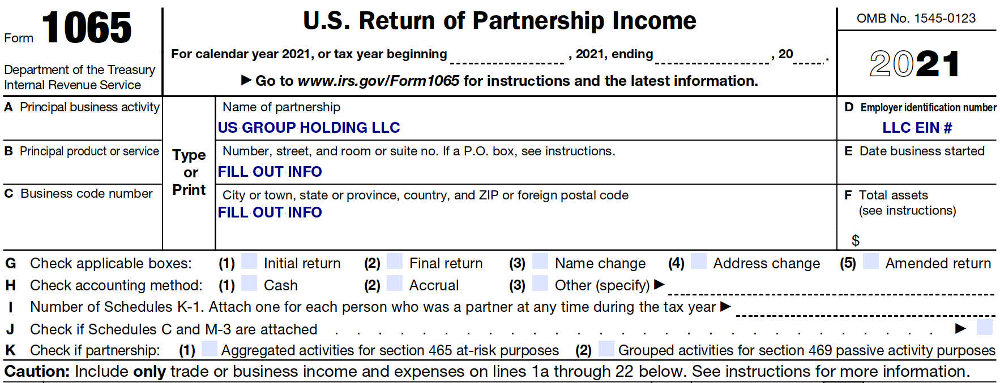 Form 1065
Department of the Treasury
Internal Revenue Service
U.S. Return of Partnership Income
For calendar year 2021, or tax year beginning , 2021, ending , 20 .
▶ Go to www.irs.gov/Form1065 for instructions and the latest information.
OMB No. 1545-0123
2021
A Principal business activity
B Principal product or service
C Business code number
Type
or
Print
Name of partnership
US GROUP HOLDING LLC
Number, street, and room or suite no. If a P.O. box, see instructions.
FILL OUT INFO
City or town, state or province, country, and ZIP or foreign postal code
FILL OUT INFO
D Employer identification number
LLC EIN #
E Date business started
F Total assets
(see instructions)
$
G Check applicable boxes: (1) Initial return (2) Final return (3) Name change (4) Address change (5) Amended return
H Check accounting method: (1) Cash (2) Accrual (3) Other (specify) ▶
I Number of Schedules K-1. Attach one for each person who was a partner at any time during the tax year ▶
J Check if Schedules C and M-3 are attached . . . . . . . . . . . . . . . . . . . . . . . . . . . . ▶
K Check if partnership: (1) Aggregated activities for section 465 at-risk purposes (2) Grouped activities for section 469 passive activity purposes
Caution: Include only trade or business income and expenses on lines 1a through 22 below. See instructions for more information.